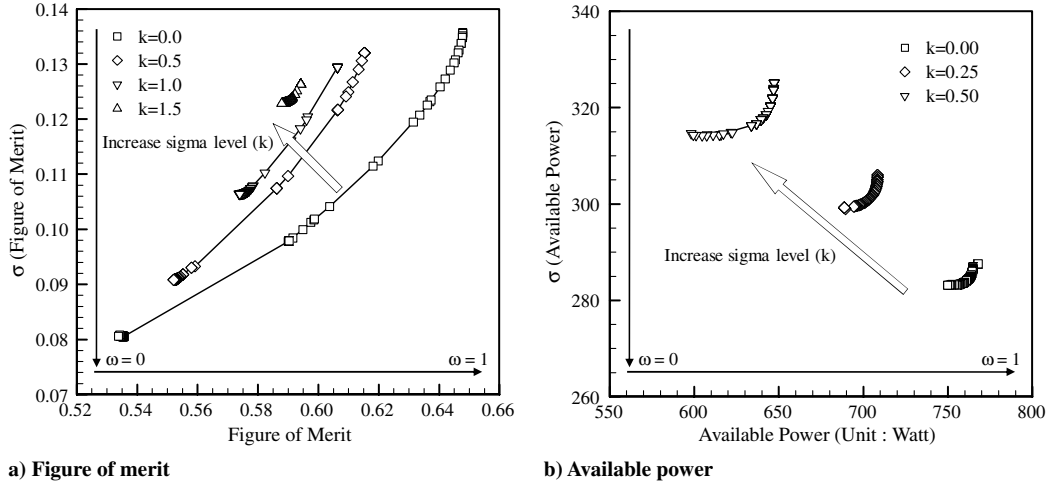 0.14
0.13
0.12
0.11
0.10
0.09
0.08
0.07
σ (Figure of Merit)
k=0.0
k=0.5
k=1.0
k=1.5
Increase sigma level (k)
ω = 0
ω = 1
0.52 0.54 0.56 0.58 0.60 0.62 0.64 0.66
Figure of Merit
a) Figure of merit
340
320
300
280
260
σ (Available Power)
k=0.00
k=0.25
k=0.50
Increase sigma level (k)
ω = 0
ω = 1
550 600 650 700 750 800
Available Power (Unit : Watt)
b) Available power